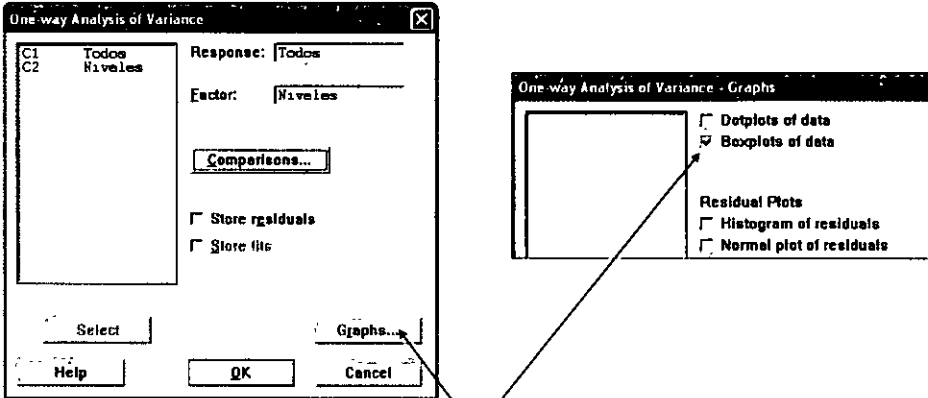 One-way Analysis of Variance
C1 Todos
C2 Niveles
Response: Todos
Factor: Niveles
Comparisons...
Store residuals
Store fits
Select
Graphs...
Help
OK
Cancel
One-way Analysis of Variance - Graphs
Dotplots of data
Boxplots of data
Residual Plots
Histogram of residuals
Normal plot of residuals